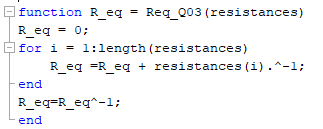 function R_eq = Req_Q03(resistances)
R_eq = 0;
for i = 1:length(resistances)
    R_eq =R_eq + resistances(i).^-1;
end
R_eq=R_eq^-1;
end